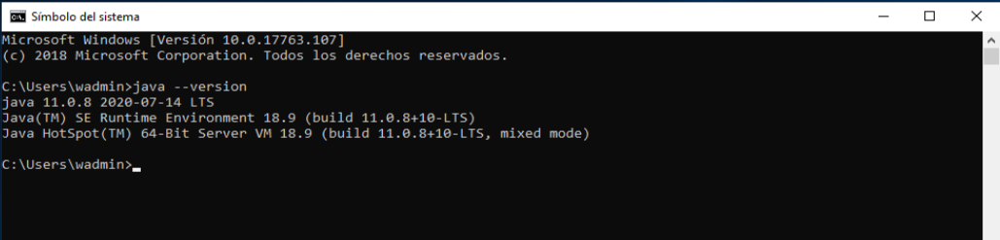 Símbolo del sistema
Microsoft Windows [Versión 10.0.17763.107]
(c) 2018 Microsoft Corporation. Todos los derechos reservados.
C:\Users\wadmin>java --version
java 11.0.8 2020-07-14 LTS
Java(TM) SE Runtime Environment 18.9 (build 11.0.8+10-LTS)
Java HotSpot(TM) 64-Bit Server VM 18.9 (build 11.0.8+10-LTS, mixed mode)
C:\Users\wadmin>